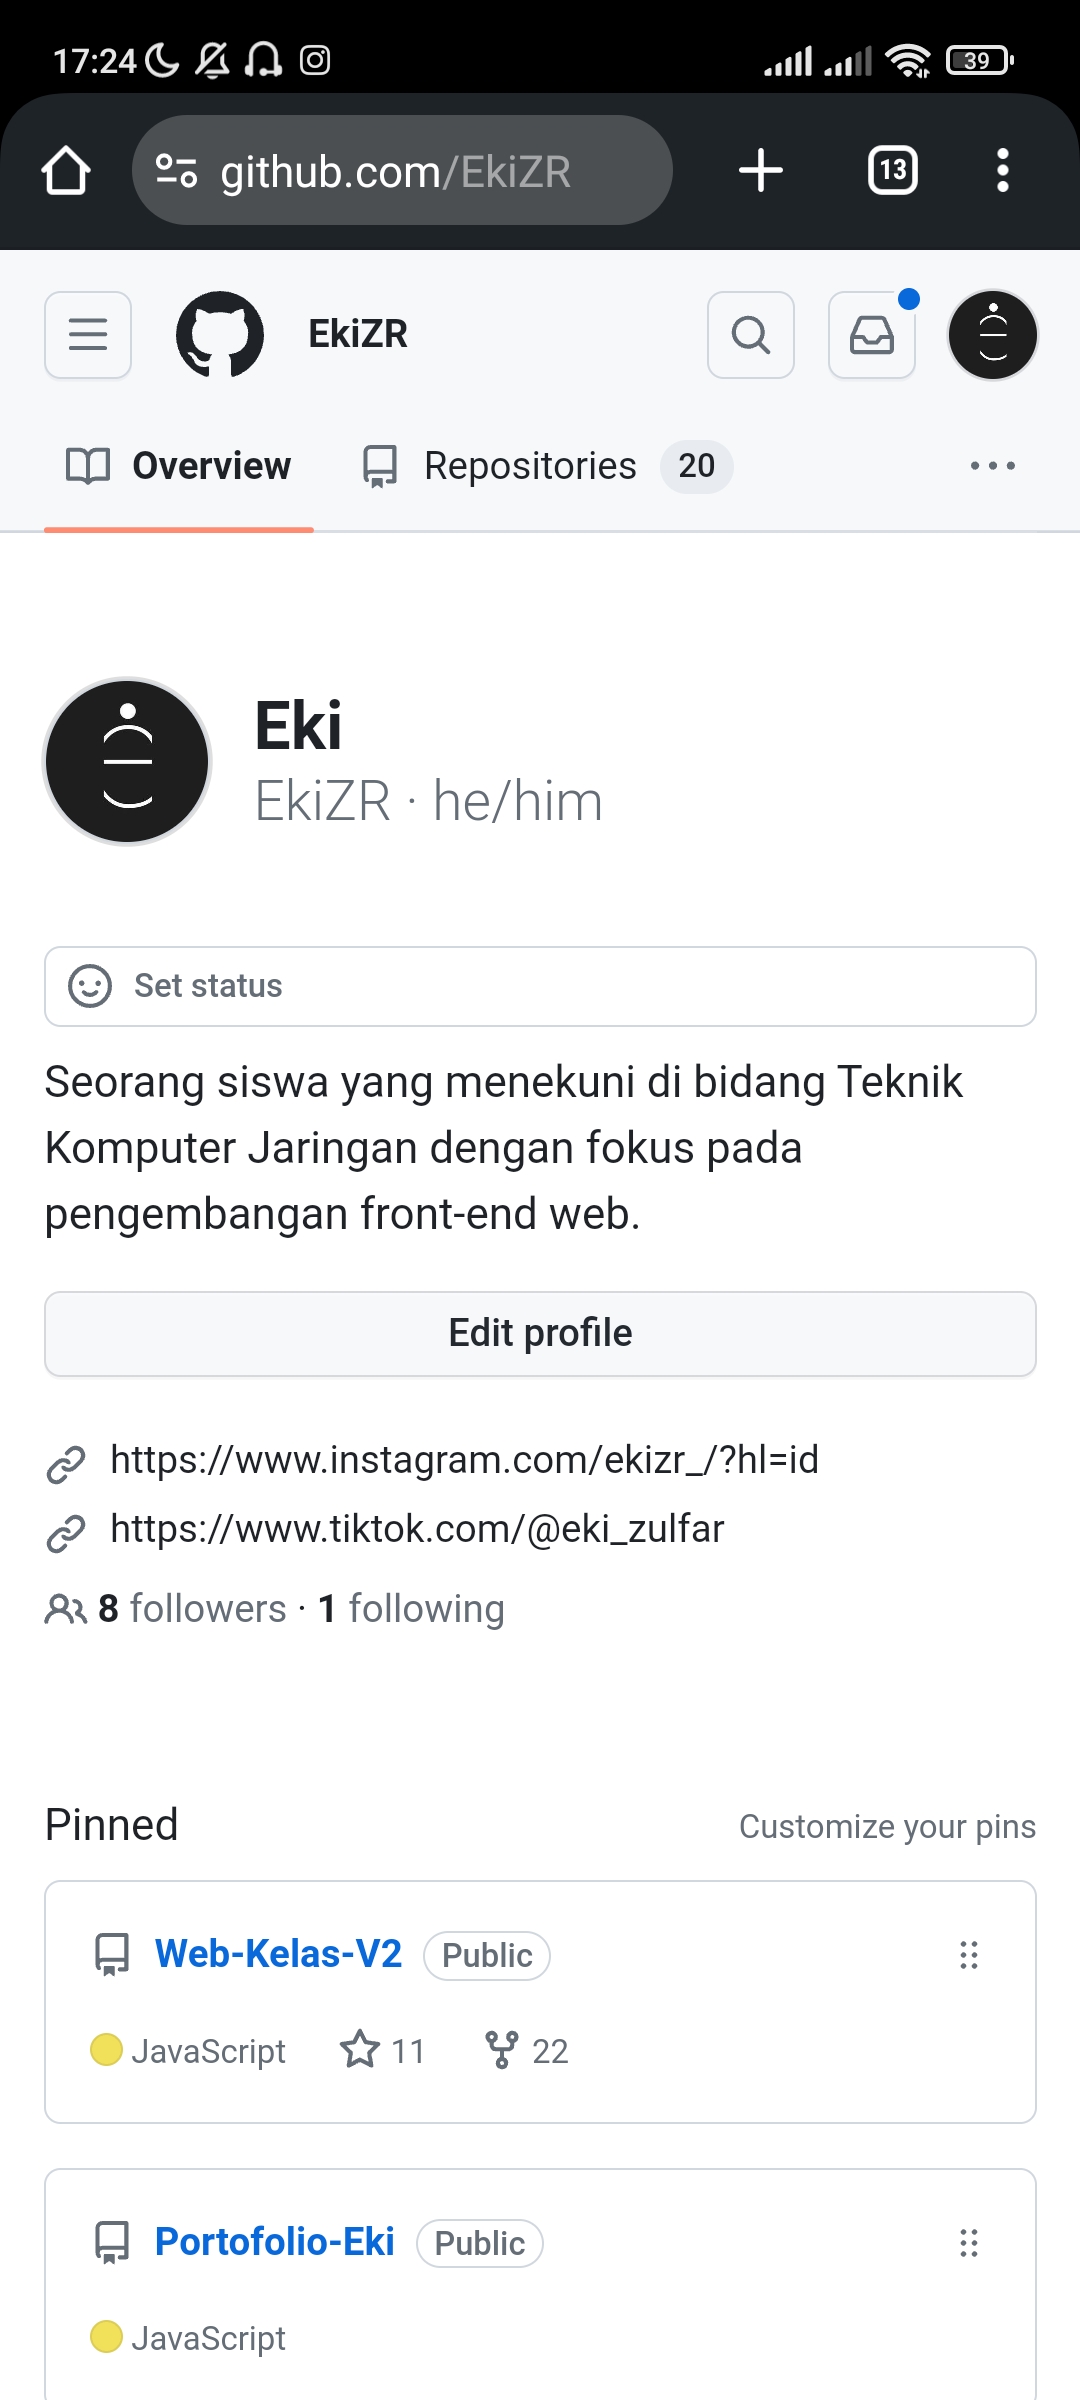 17:24
39
github.com/EkiZR
13
EkiZR
Overview
Repositories 20
Eki
EkiZR · he/him
Set status
Seorang siswa yang menekuni di bidang Teknik
Komputer Jaringan dengan fokus pada
pengembangan front-end web.
Edit profile
https://www.instagram.com/ekizr_/?hl=id
https://www.tiktok.com/@eki_zulfar
8 followers · 1 following
Pinned
Customize your pins
Web-Kelas-V2 Public
JavaScript 11 22
Portofolio-Eki Public
JavaScript